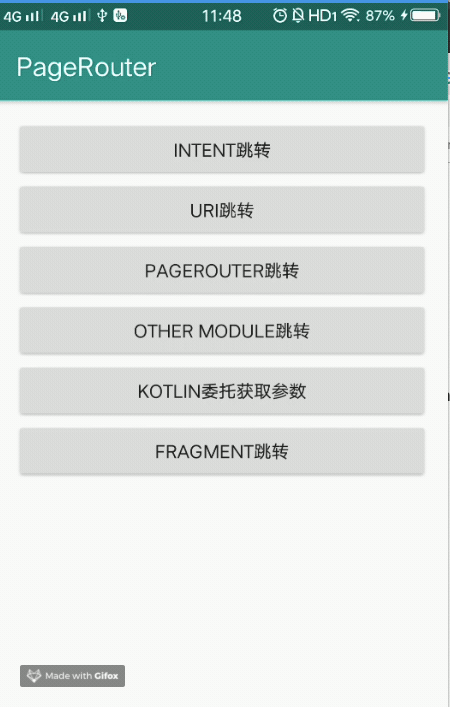 4G 4G 11:48 HD1 87%
PageRouter
INTENT跳转
URI跳转
PAGEROUTER跳转
OTHER MODULE跳转
KOTLIN委托获取参数
FRAGMENT跳转
Made with Gifox